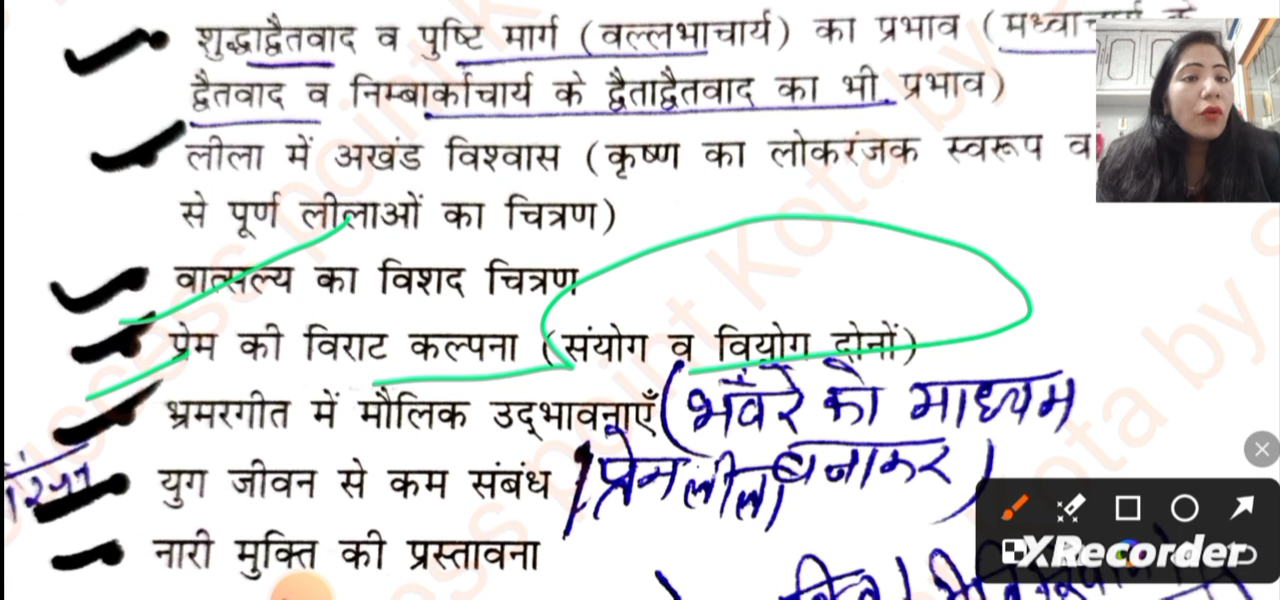 शुद्धाद्वैतवाद व पुष्टि मार्ग (वल्लभाचार्य) का प्रभाव
द्वैतवाद व निम्बार्काचार्य के द्वैताद्वैतवाद का भी प्रभाव)
लीला में अखंड विश्वास (कृष्ण का लोकरंजक स्वरूप व
से पूर्ण लीलाओं का चित्रण)
वात्सल्य का विशद चित्रण
प्रेम की विराट कल्पना (संयोग व वियोग दोनों)
भ्रमरगीत में मौलिक उद्भावनाएँ (भँवरे को माध्यम
बनाकर)
युग जीवन से कम संबंध / प्रेम लीला
नारी मुक्ति की प्रस्तावना
XRecorder